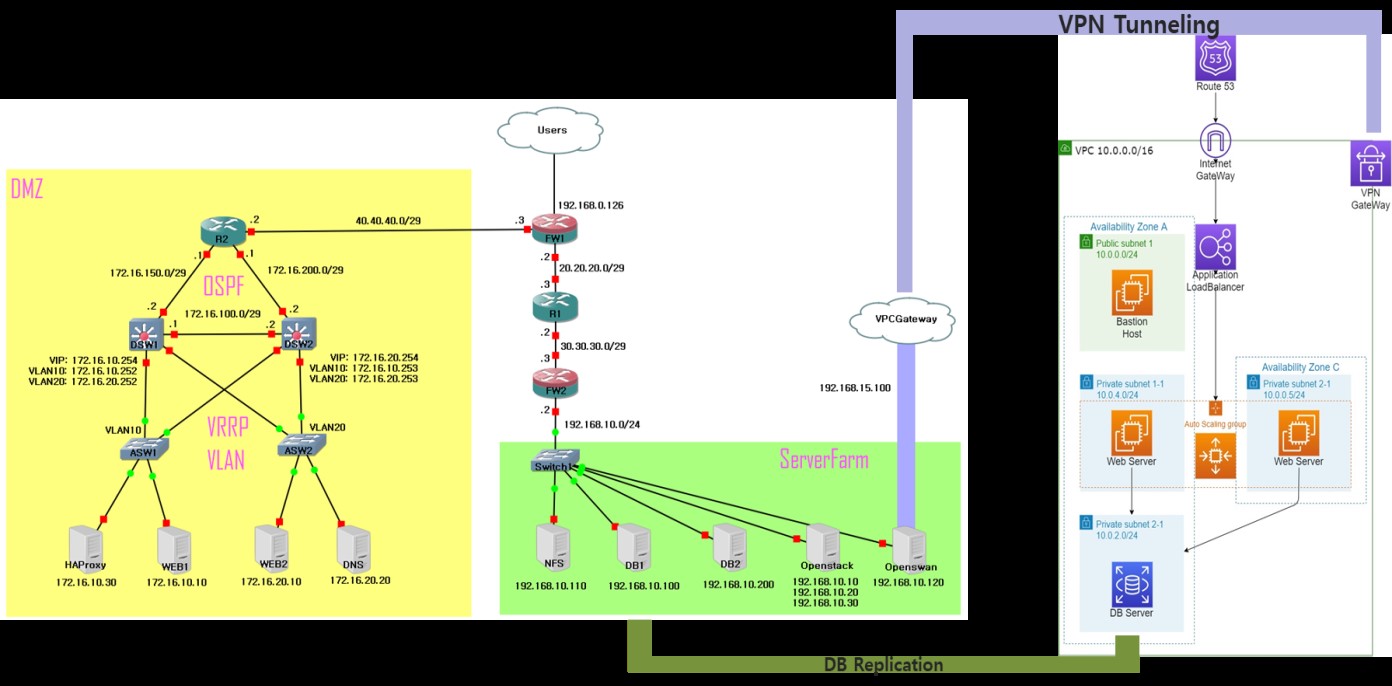 VPN Tunneling
53
Route 53
VPC 10.0.0.0/16
Internet
GateWay
VPN
GateWay
Availability Zone A
Public subnet 1
10.0.0.0/24
Bastion
Host
Application
LoadBalancer
Availability Zone C
Private subnet 1-1
10.0.4.0/24
Private subnet 2-1
10.0.0.5/24
Auto Scaling group
Web Server
Web Server
Private subnet 2-1
10.0.2.0/24
DB Server
Users
192.168.0.126
DMZ
.2
40.40.40.0/29
.3
FW1
R2
.1
.1
172.16.150.0/29
172.16.200.0/29
OSPF
.2
20.20.20.0/29
.3
R1
.2
172.16.100.0/29
.2
.1
.2
DSW1
DSW2
.2
30.30.30.0/29
.3
FW2
.2
VPCGateway
192.168.15.100
VIP: 172.16.10.254
VLAN10: 172.16.10.252
VLAN20: 172.16.20.252
VIP: 172.16.20.254
VLAN10: 172.16.10.253
VLAN20: 172.16.20.253
192.168.10.0/24
VLAN10
VRRP
VLAN
VLAN20
ASW1
ASW2
ServerFarm
Switch1
HAProxy
172.16.10.30
WEB1
172.16.10.10
WEB2
172.16.20.10
DNS
172.16.20.20
NFS
192.168.10.110
DB1
192.168.10.100
DB2
192.168.10.200
Openstack
192.168.10.10
192.168.10.20
192.168.10.30
Openswan
192.168.10.120
DB Replication